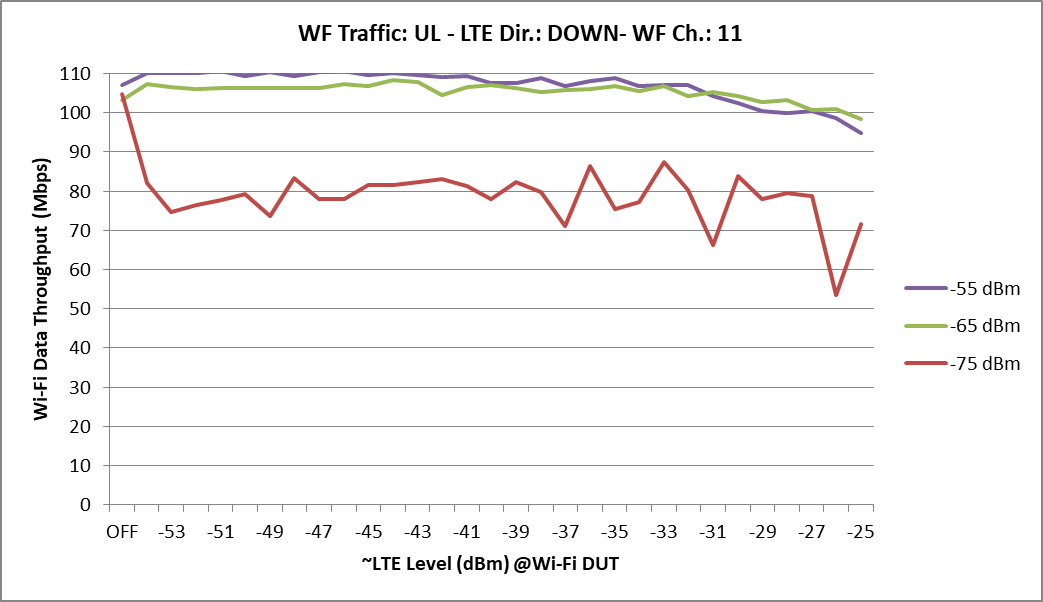 WF Traffic: UL - LTE Dir.: DOWN- WF Ch.: 11
Wi-Fi Data Throughput (Mbps)
110
100
90
80
70
60
50
40
30
20
10
0
OFF -53 -51 -49 -47 -45 -43 -41 -39 -37 -35 -33 -31 -29 -27 -25
~LTE Level (dBm) @Wi-Fi DUT
-55 dBm
-65 dBm
-75 dBm